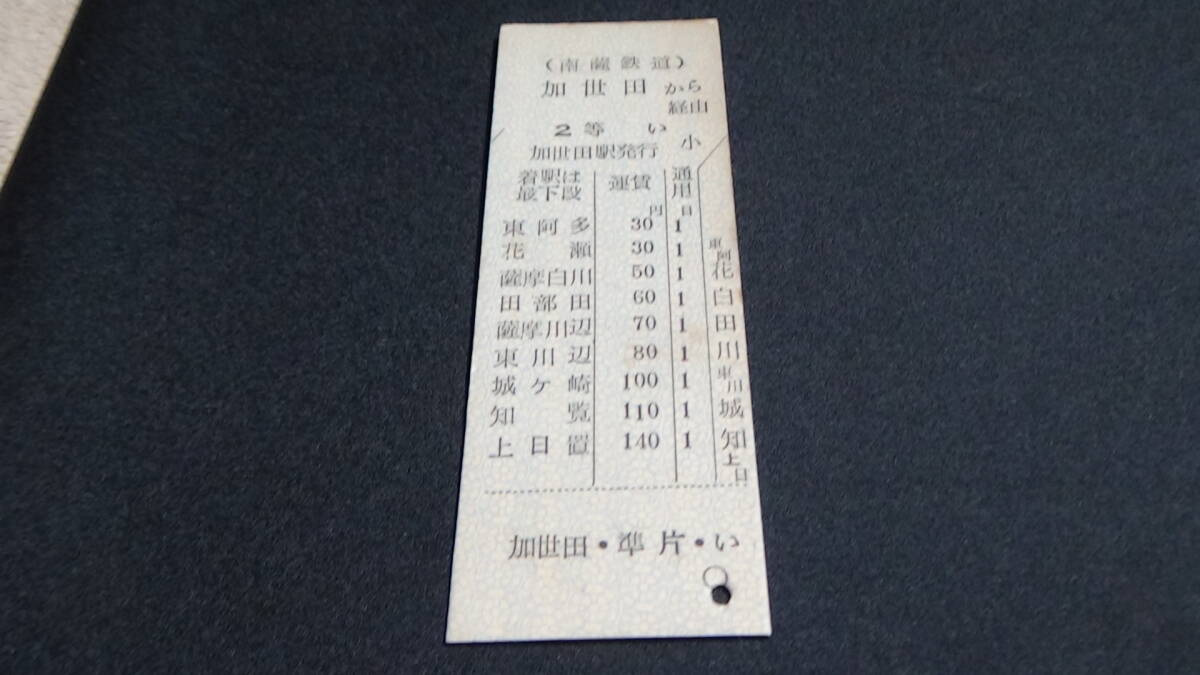 (南薩鉄道)
加世田から
経由
2等 い
小
加世田駅発行
着駅は
最下段
運賃
通用
円 日
東阿多 30 1
花瀬 30 1 東阿
薩摩白川 50 1 花
田部田 60 1 白
薩摩川辺 70 1 田
東川辺 80 1 川
城ケ崎 100 1 東川
知覧 110 1 城
上日置 140 1 知
上日
加世田・準片・い